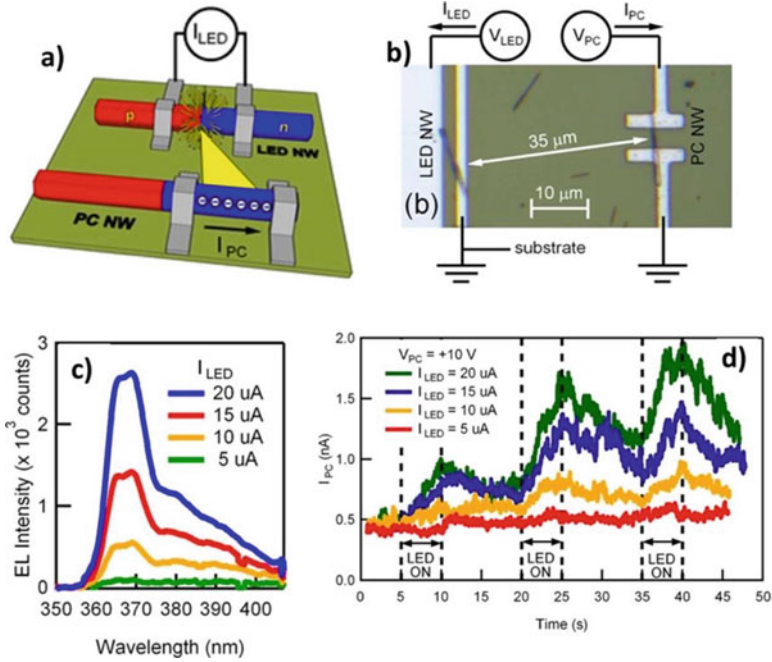 a)
I_LED
p
n
LED NW
PC NW
I_PC
b)
I_LED
I_PC
V_LED
V_PC
LED NW
35 μm
PC NW
10 μm
(b)
substrate
c)
I_LED
20 uA
15 uA
10 uA
5 uA
EL Intensity (x 10³ counts)
3
2
1
0
350 360 370 380 390 400
Wavelength (nm)
d)
V_PC = +10 V
I_LED = 20 uA
I_LED = 15 uA
I_LED = 10 uA
I_LED = 5 uA
I_PC (nA)
2.0
1.5
1.0
0.5
0.0
LED ON
LED ON
LED ON
0 5 10 15 20 25 30 35 40 45 50
Time (s)